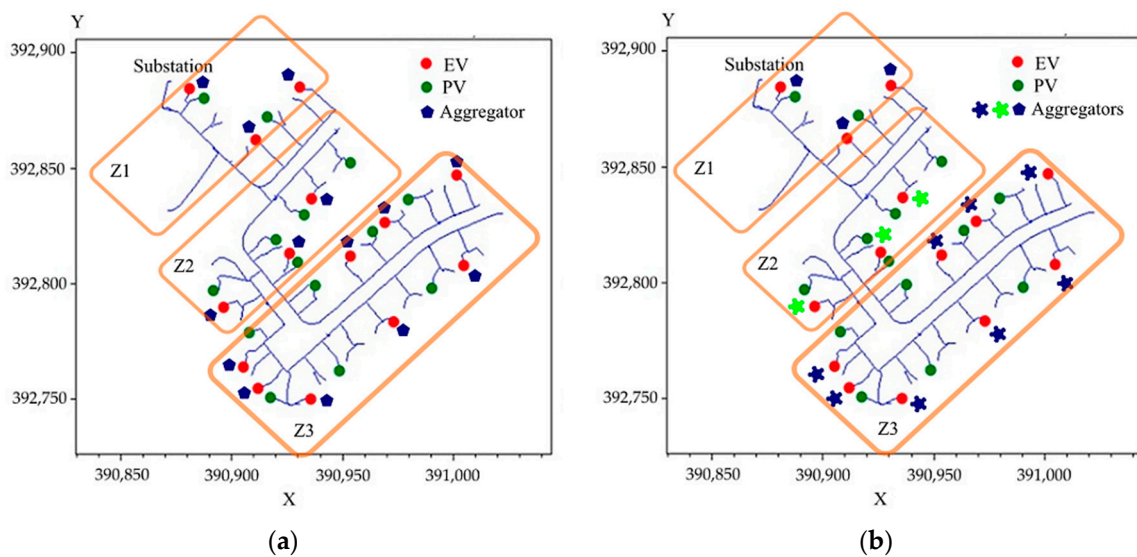 Y
392,900
392,850
392,800
392,750
Substation
EV
PV
Aggregator
Z1
Z2
Z3
390,850
390,900
390,950
391,000
X
(a)
Y
392,900
392,850
392,800
392,750
Substation
EV
PV
Aggregators
Z1
Z2
Z3
390,850
390,900
390,950
391,000
X
(b)